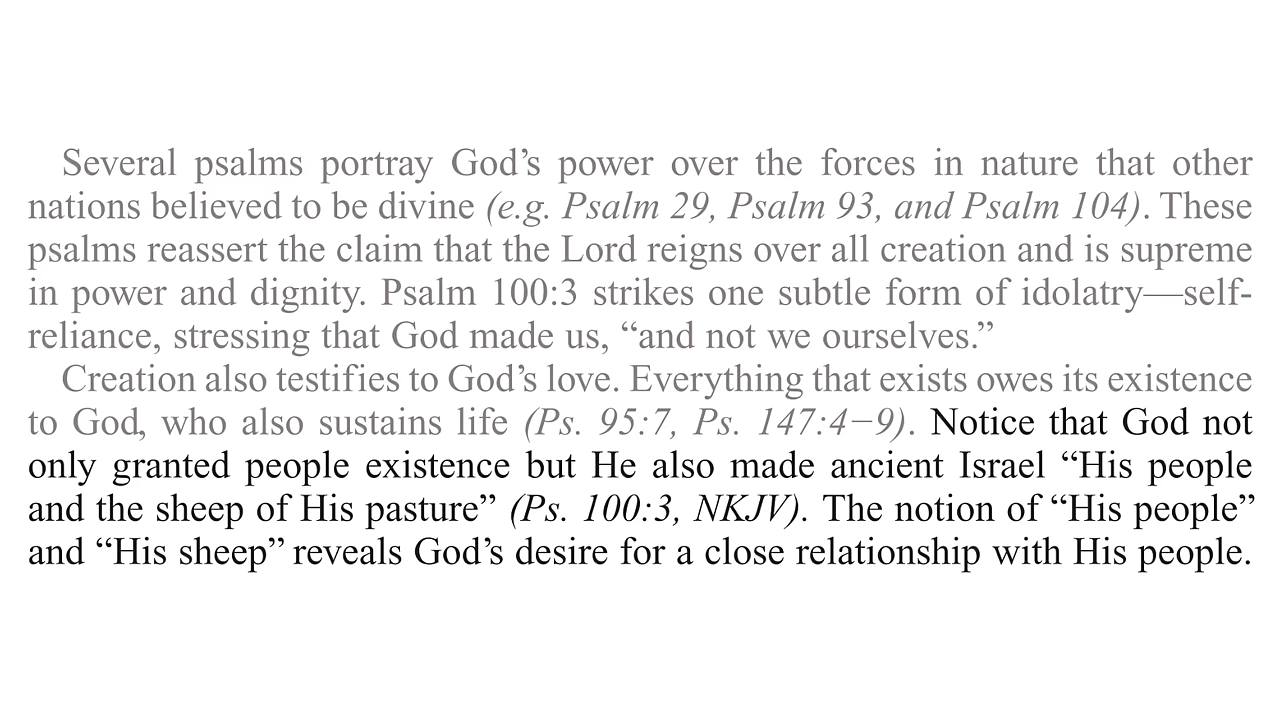 Several psalms portray God’s power over the forces in nature that other
nations believed to be divine (e.g. Psalm 29, Psalm 93, and Psalm 104). These
psalms reassert the claim that the Lord reigns over all creation and is supreme
in power and dignity. Psalm 100:3 strikes one subtle form of idolatry—self-
reliance, stressing that God made us, “and not we ourselves.”
Creation also testifies to God’s love. Everything that exists owes its existence
to God, who also sustains life (Ps. 95:7, Ps. 147:4–9). Notice that God not
only granted people existence but He also made ancient Israel “His people
and the sheep of His pasture” (Ps. 100:3, NKJV). The notion of “His people”
and “His sheep” reveals God’s desire for a close relationship with His people.